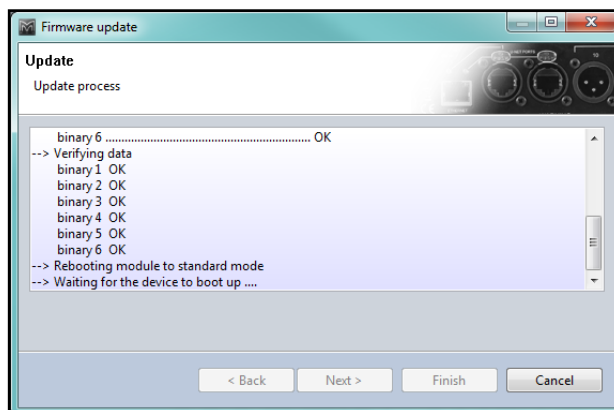 Firmware update
Update
Update process
binary 6 .................................................................... OK
--> Verifying data
binary 1 OK
binary 2 OK
binary 3 OK
binary 4 OK
binary 5 OK
binary 6 OK
--> Rebooting module to standard mode
--> Waiting for the device to boot up ....
< Back
Next >
Finish
Cancel